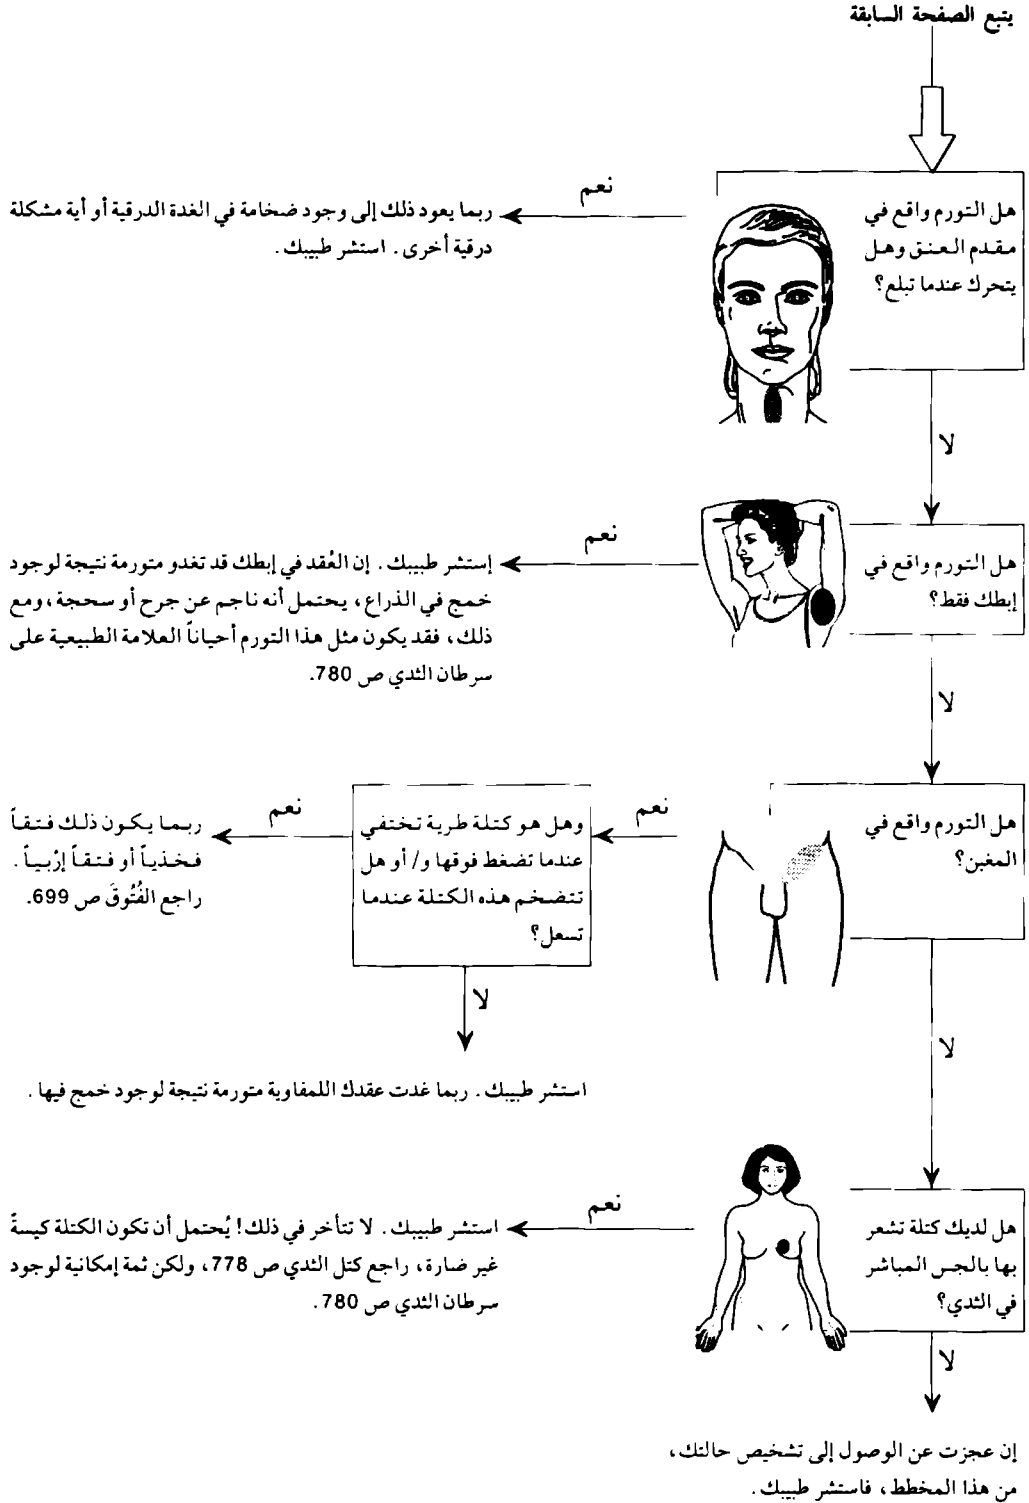 يتبع الصفحة السابقة
هل التورم واقع في
مقدم العنق وهل
يتحرك عندما تبلع؟
نعم
ربما يعود ذلك إلى وجود ضخامة في الغدة الدرقية أو أية مشكلة
درقية أخرى. استشر طبيبك.
لا
هل التورم واقع في
إبطك فقط؟
نعم
إستشر طبيبك. إن العُقد في إبطك قد تغدو متورمة نتيجة لوجود
خمج في الذراع، يحتمل أنه ناجم عن جرح أو سحجة، ومع
ذلك، فقد يكون مثل هذا التورم أحياناً العلامة الطبيعية على
سرطان الثدي ص 780.
لا
هل التورم واقع في
المغبن؟
نعم
وهل هو كتلة طرية تختفي
عندما تضغط فوقها و/ أو هل
تتضخم هذه الكتلة عندما
تسعل؟
نعم
ربما يكون ذلك فتقاً
فخذياً أو فتقاً إرْبياً.
راجع الفُتُوقَ ص 699.
لا
استشر طبيبك. ربما غدت عقدك اللمفاوية متورمة نتيجة لوجود خمج فيها.
لا
هل لديك كتلة تشعر
بها بالجس المباشر
في الثدي؟
نعم
استشر طبيبك. لا تتأخر في ذلك! يُحتمل أن تكون الكتلة كيسةً
غير ضارة، راجع كتل الثدي ص 778، ولكن ثمة إمكانية لوجود
سرطان الثدي ص 780.
لا
إن عجزت عن الوصول إلى تشخيص حالتك،
من هذا المخطط، فاستشر طبيبك.